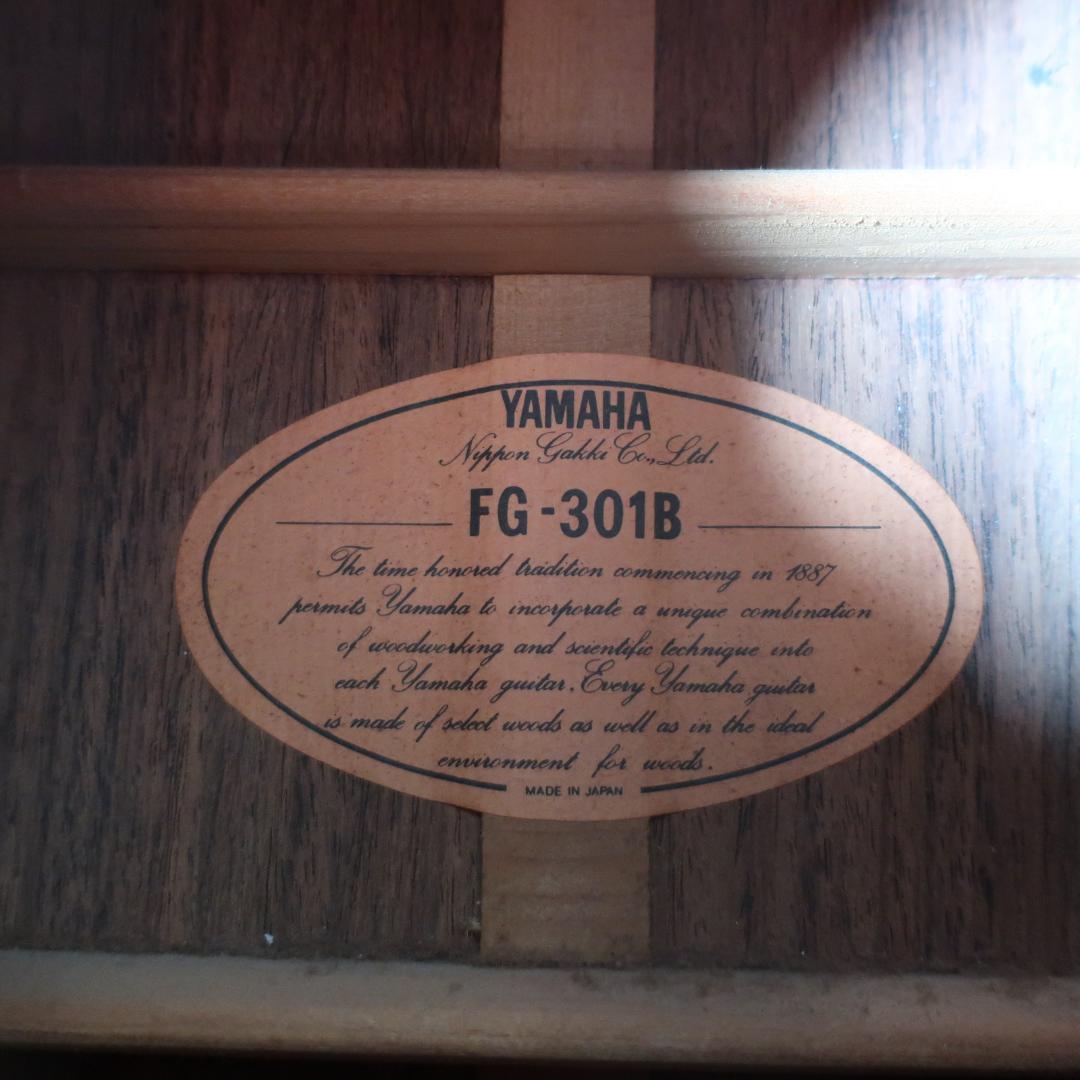 YAMAHA
Nippon Gakki Co., Ltd.
FG-301B
The time honored tradition commencing in 1887
permits Yamaha to incorporate a unique combination
of woodworking and scientific technique into
each Yamaha guitar. Every Yamaha guitar
is made of select woods as well as in the ideal
environment for woods.
MADE IN JAPAN